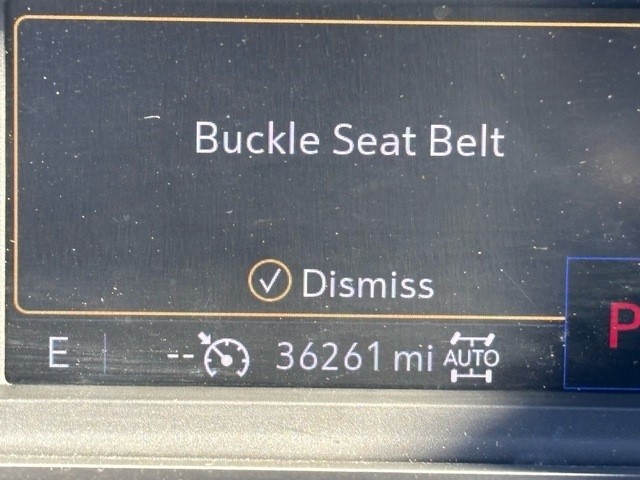 Buckle Seat Belt
Dismiss
E -- 36261 mi AUTO P